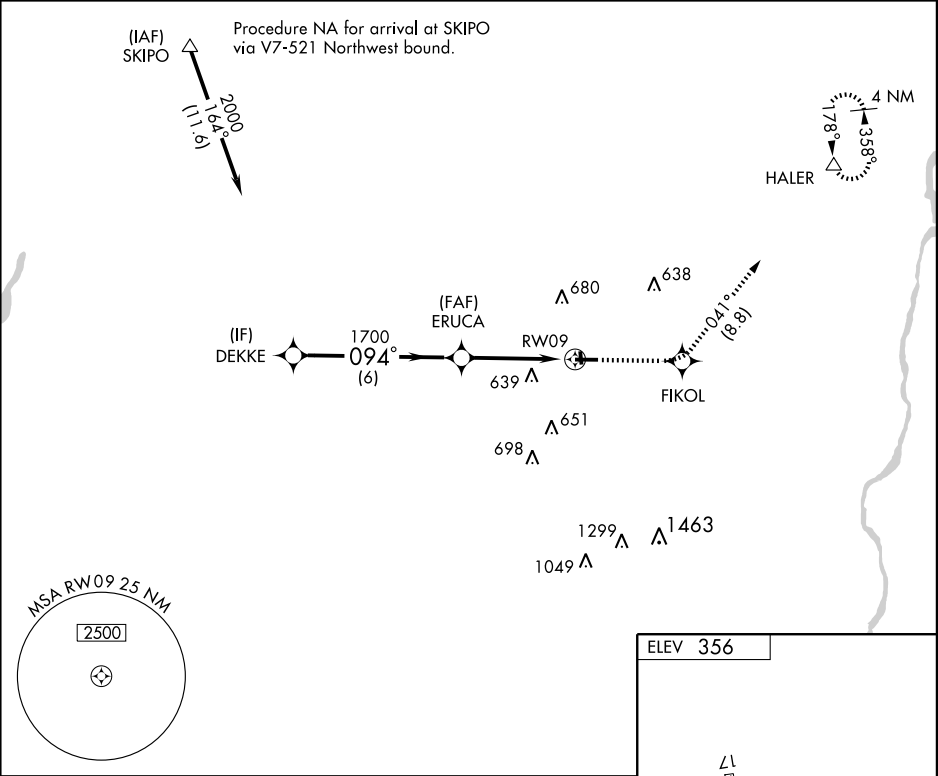 (IAF)
SKIPO
Procedure NA for arrival at SKIPO
via V7-521 Northwest bound.
2000
164°
(11.6)
4 NM
178°
358°
HALER
680
638
(FAF)
ERUCA
041°
(8.8)
(IF)
DEKKE
1700
094°
(6)
RW09
639
FIKOL
651
698
1299
1463
1049
MSA RW09 25 NM
2500
ELEV 356
17